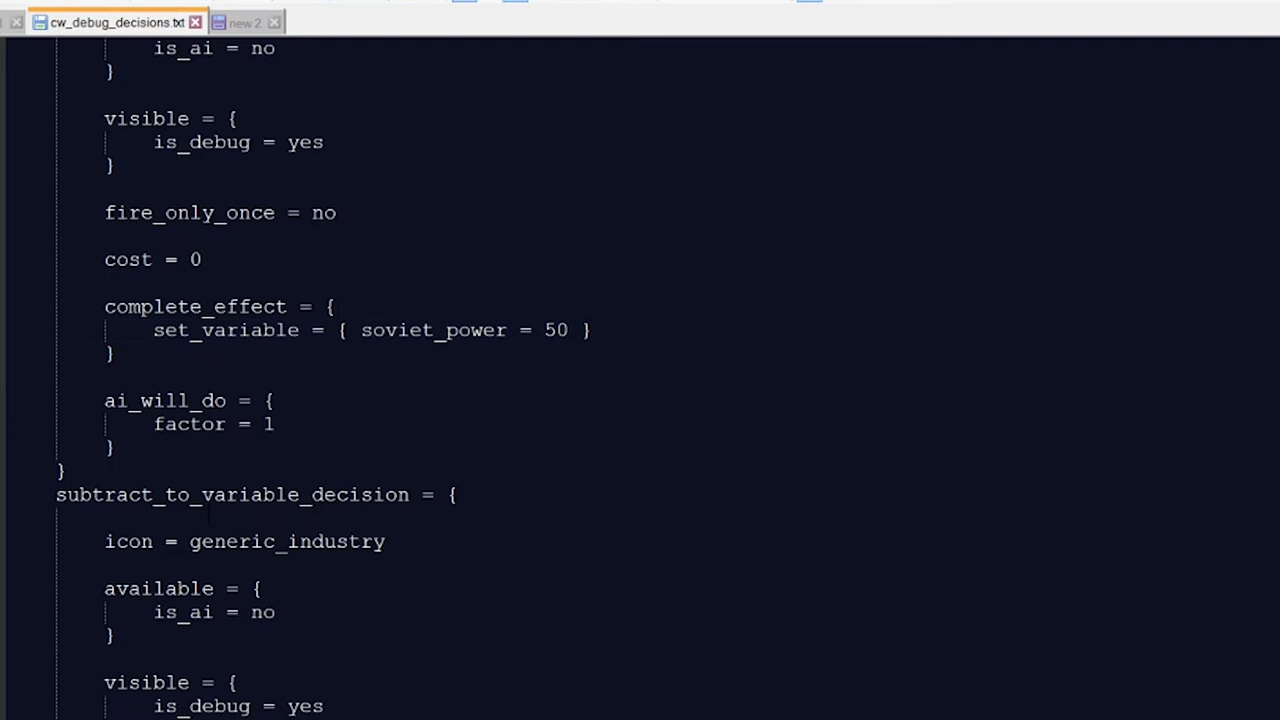 cw_debug_decisions.txt
new 2
is_ai = no
}
visible = {
is_debug = yes
}
fire_only_once = no
cost = 0
complete_effect = {
set_variable = { soviet_power = 50 }
}
ai_will_do = {
factor = 1
}
}
subtract_to_variable_decision = {
icon = generic_industry
available = {
is_ai = no
}
visible = {
is_debug = yes